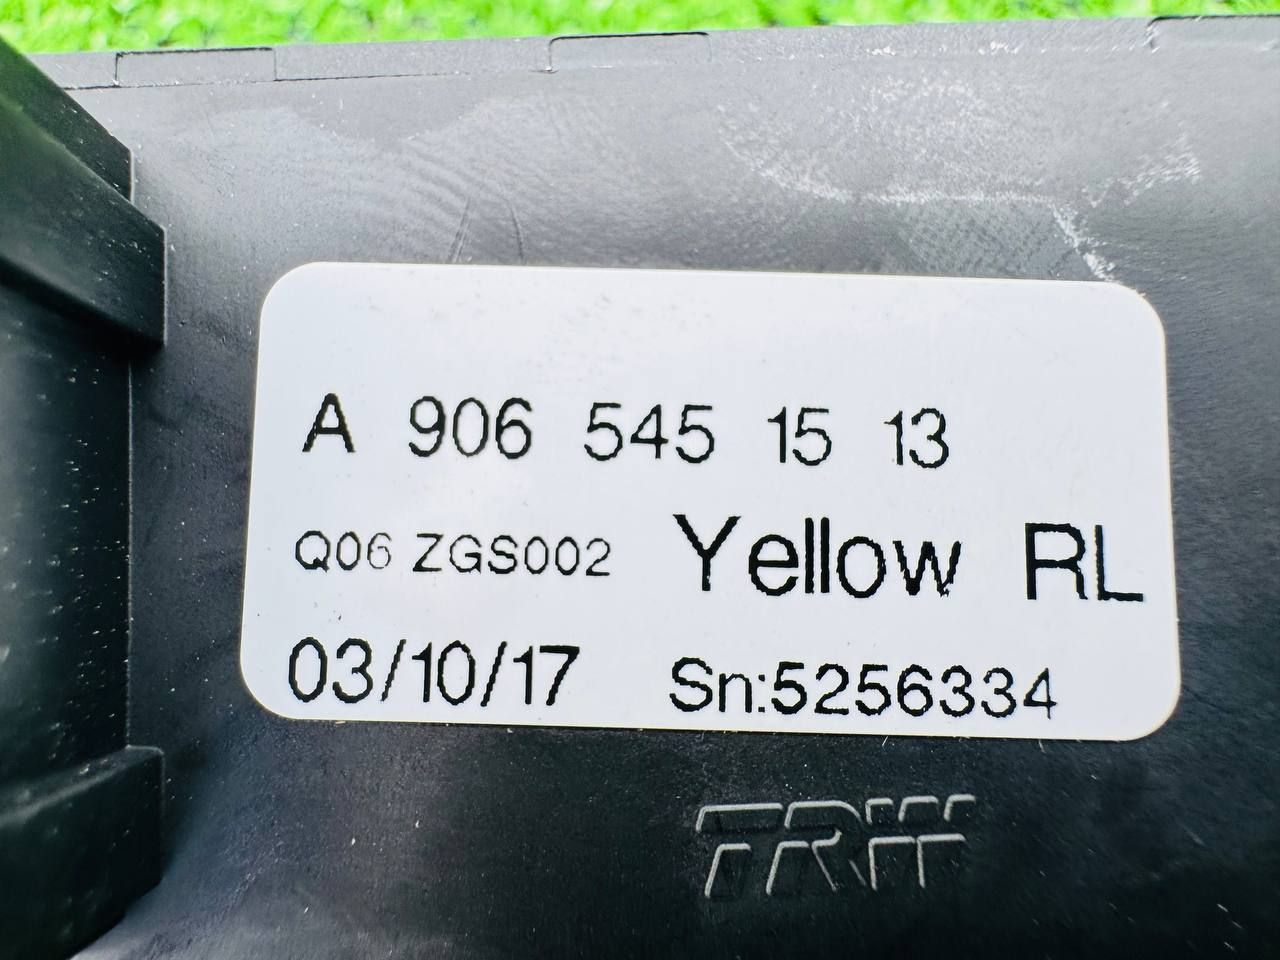 A 906 545 15 13
Q06 ZGS002 Yellow RL
03/10/17 Sn:5256334
TRW